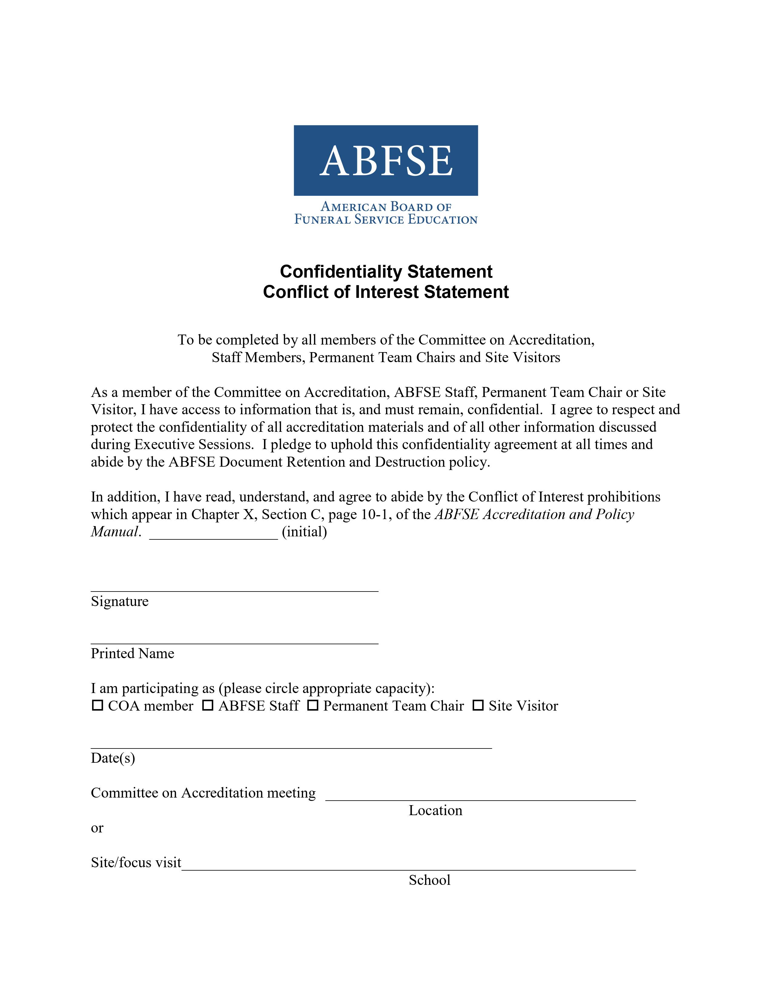 ABFSE
AMERICAN BOARD OF
FUNERAL SERVICE EDUCATION
Confidentiality Statement
Conflict of Interest Statement
To be completed by all members of the Committee on Accreditation,
Staff Members, Permanent Team Chairs and Site Visitors
As a member of the Committee on Accreditation, ABFSE Staff, Permanent Team Chair or Site
Visitor, I have access to information that is, and must remain, confidential.  I agree to respect and
protect the confidentiality of all accreditation materials and of all other information discussed
during Executive Sessions.  I pledge to uphold this confidentiality agreement at all times and
abide by the ABFSE Document Retention and Destruction policy.
In addition, I have read, understand, and agree to abide by the Conflict of Interest prohibitions
which appear in Chapter X, Section C, page 10-1, of the ABFSE Accreditation and Policy
Manual.  _________________ (initial)
Signature
Printed Name
I am participating as (please circle appropriate capacity):
☐ COA member ☐ ABFSE Staff ☐ Permanent Team Chair ☐ Site Visitor
Date(s)
Committee on Accreditation meeting _________________________________________
Location
or
Site/focus visit____________________________________________________________
School